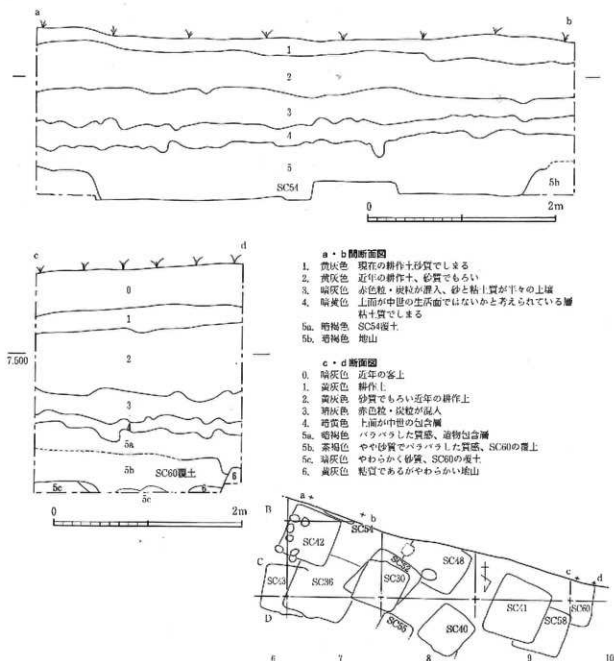 a
b
1
2
3
4
5
SC54
5b
0
2m
c
d
0
1
2
3
4
5a
5b
SC60覆土
5c
5c
6
6
7.500
0
2m
a・b間断面図
1. 黄灰色 現在の耕作土砂質でしまる
2. 黄灰色 近年の耕作土、砂質でもろい
3. 暗灰色 赤色粒・炭粒が混入、砂と粘土質が半々の土壌
4. 暗黄色 上面が中世の生活面ではないかと考えられている層
粘土質でしまる
5a. 暗褐色 SC54覆土
5b. 暗褐色 地山
c・d断面図
0. 暗灰色 近年の客土
1. 黄灰色 耕作土
2. 黄灰色 砂質でもろい近年の耕作土
3. 暗灰色 赤色粒・炭粒が混入
4. 暗黄色 上面が中世の包含層
5a. 暗褐色 バラバラした質感、遺物包含層
5b. 茶褐色 やや砂質でバラバラした質感、SC60の覆土
5c. 暗灰色 やわらかく砂質、SC60の覆土
6. 黄灰色 粘質であるがやわらかい地山
a
b
c
d
B
C
D
SC54
SC42
SC43
SC36
SC32
SC30
SC48
SC55
SC40
SC41
SC58
SC60
6
7
8
9
10